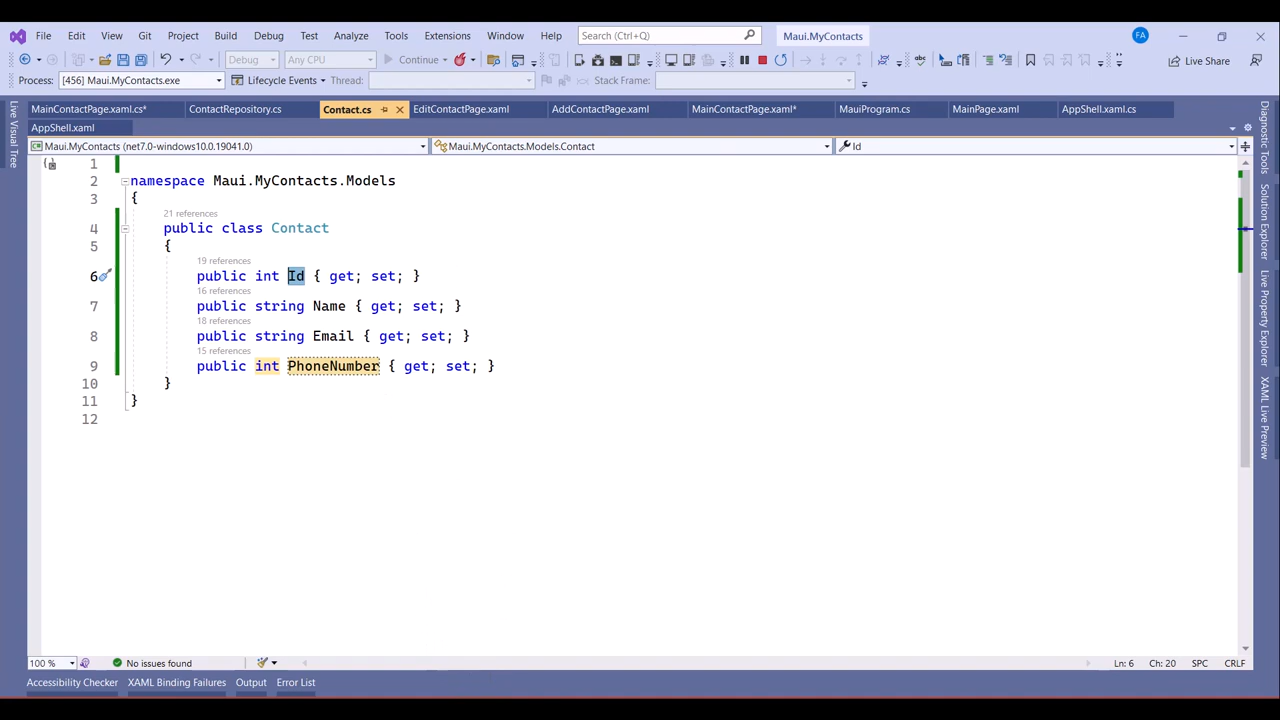 File Edit View Git Project Build Debug Test Analyze Tools Extensions Window Help Search (Ctrl+Q) Maui.MyContacts FA
Debug Any CPU Continue Live Share
Process: [456] Maui.MyContacts.exe Lifecycle Events Thread: Stack Frame:
MainContactPage.xaml.cs* ContactRepository.cs Contact.cs EditContactPage.xaml AddContactPage.xaml MainContactPage.xaml* MauiProgram.cs MainPage.xaml AppShell.xaml.cs
AppShell.xaml
Maui.MyContacts (net7.0-windows10.0.19041.0) Maui.MyContacts.Models.Contact Id
Live Visual Tree
1
2 namespace Maui.MyContacts.Models
3 {
21 references
4 public class Contact
5 {
19 references
6 public int Id { get; set; }
16 references
7 public string Name { get; set; }
18 references
8 public string Email { get; set; }
15 references
9 public int PhoneNumber { get; set; }
10 }
11 }
12
Diagnostic Tools
Solution Explorer
Live Property Explorer
XAML Live Preview
100 % No issues found Ln: 6 Ch: 20 SPC CRLF
Accessibility Checker XAML Binding Failures Output Error List